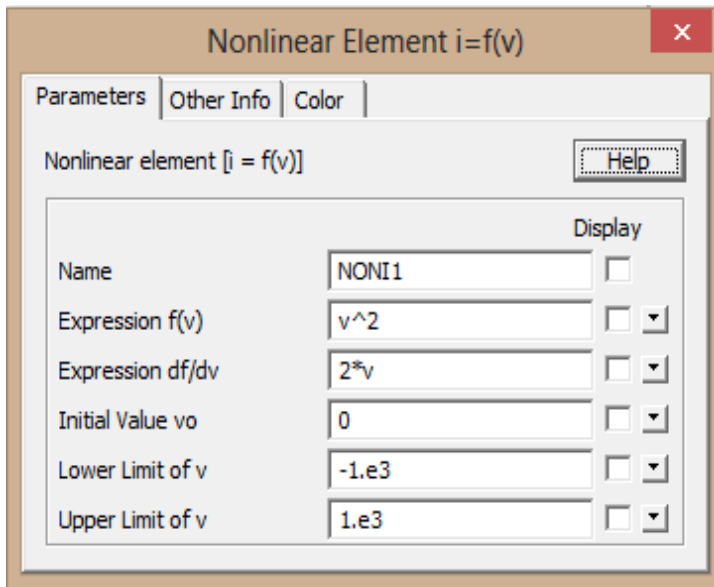 Nonlinear Element i=f(v)
Parameters Other Info Color
Nonlinear element [i = f(v)] Help
Display
Name NONI1
Expression f(v) v^2
Expression df/dv 2*v
Initial Value vo 0
Lower Limit of v -1.e3
Upper Limit of v 1.e3